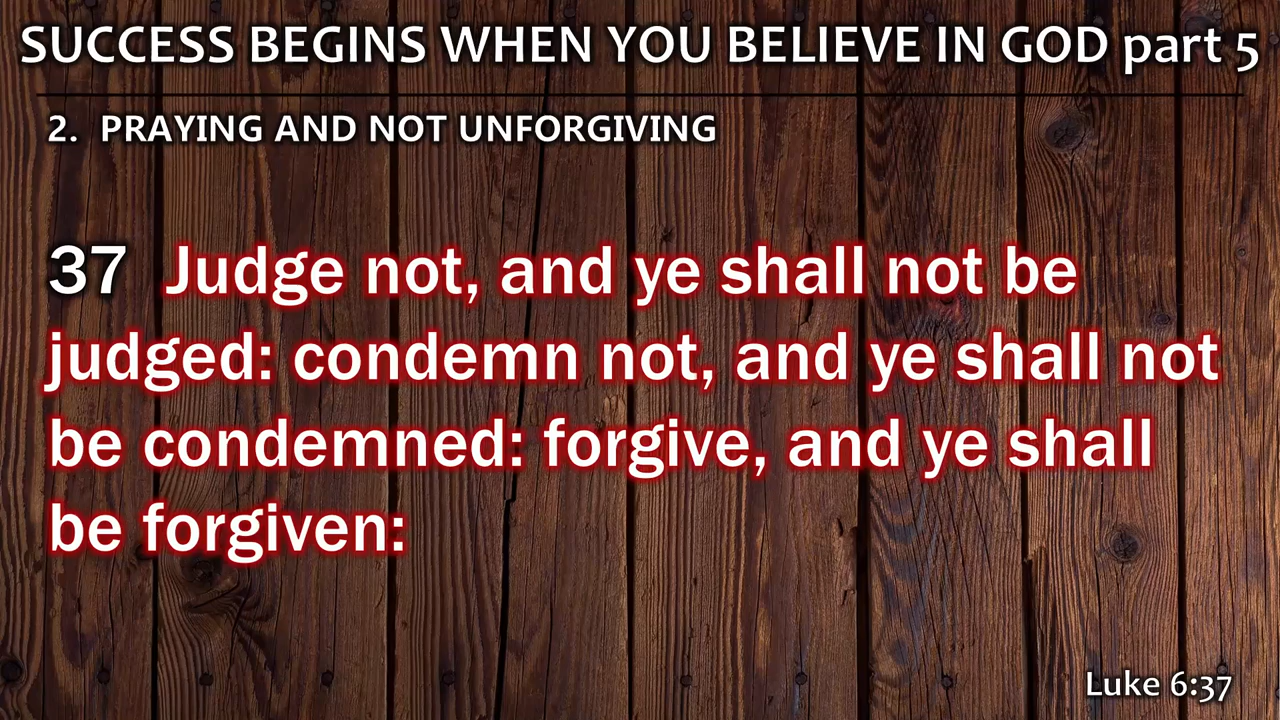 SUCCESS BEGINS WHEN YOU BELIEVE IN GOD part 5
2. PRAYING AND NOT UNFORGIVING
37 Judge not, and ye shall not be
judged: condemn not, and ye shall not
be condemned: forgive, and ye shall
be forgiven:
Luke 6:37